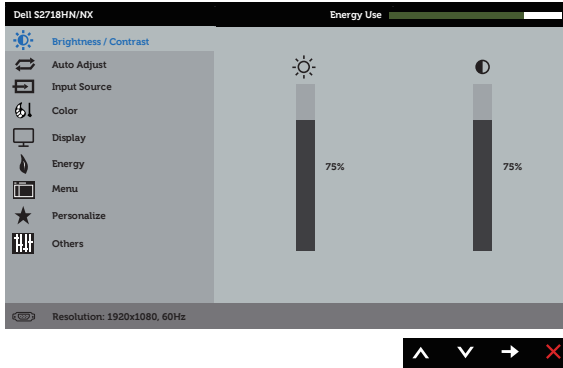 Dell S2718HN/NX
Energy Use
Brightness / Contrast
Auto Adjust
Input Source
Color
Display
Energy
Menu
Personalize
Others
75%
75%
Resolution: 1920x1080, 60Hz